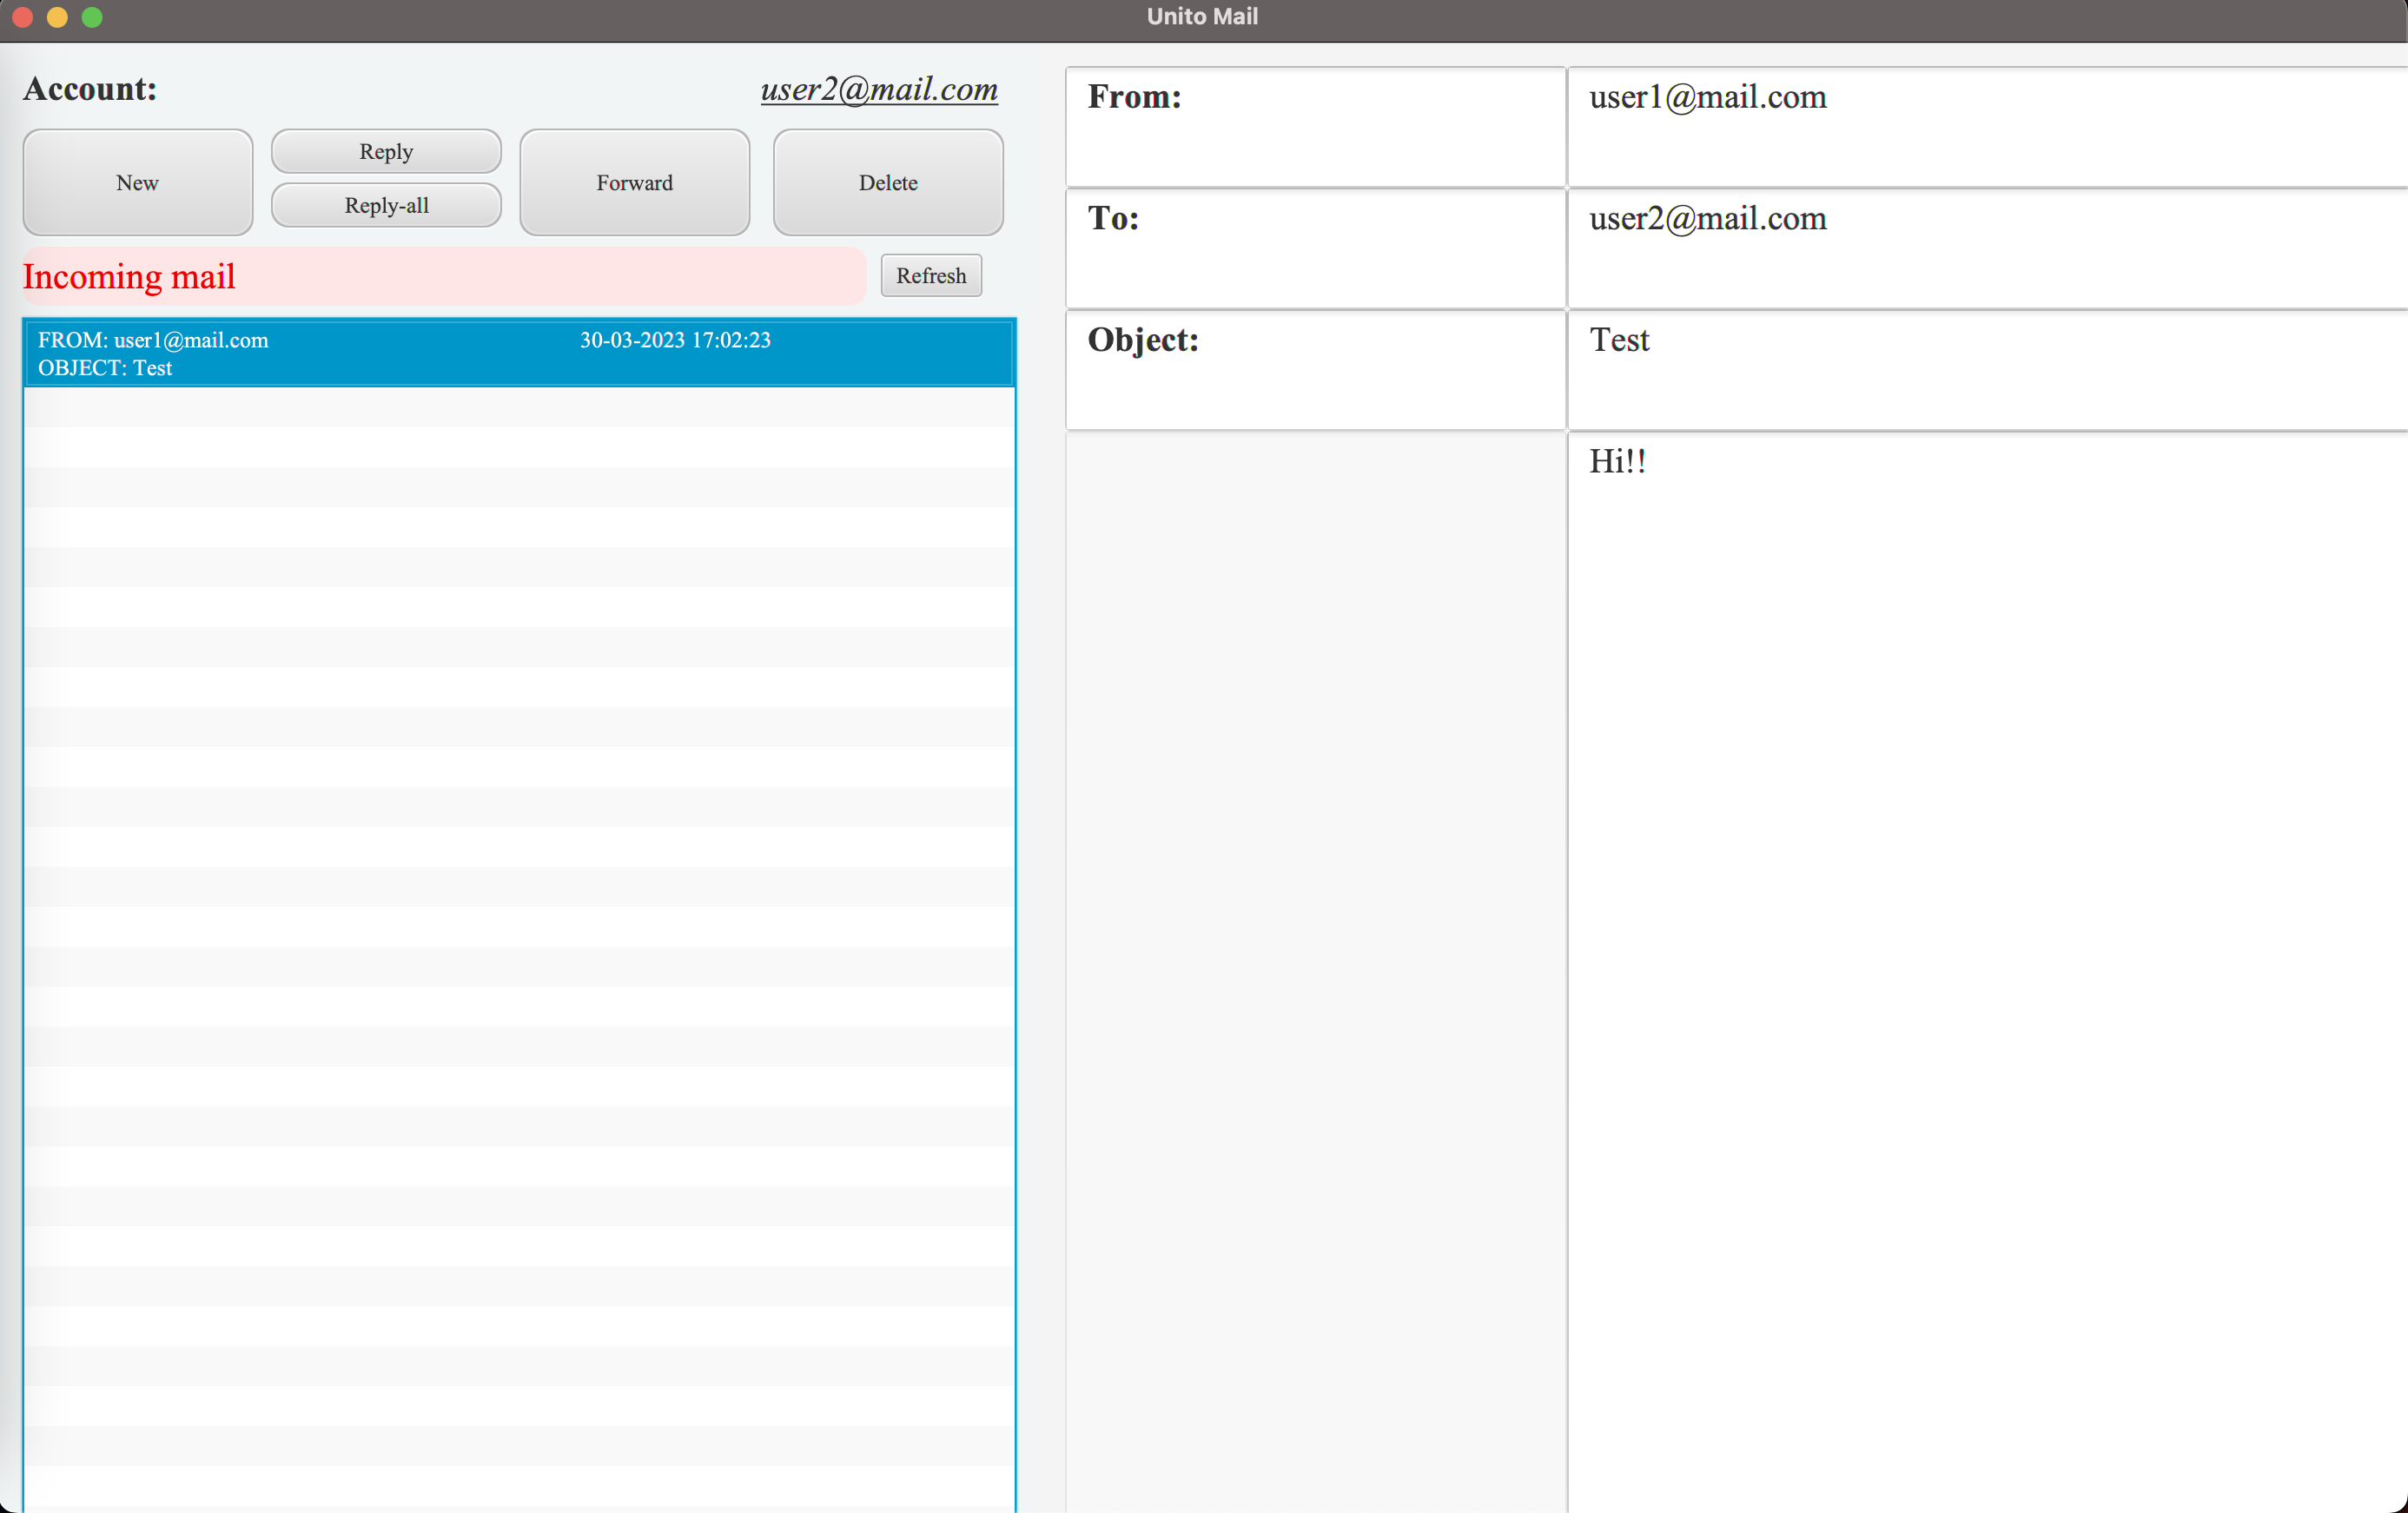 Unito Mail
Account: user2@mail.com
New
Reply
Reply-all
Forward
Delete
Incoming mail
Refresh
FROM: user1@mail.com 30-03-2023 17:02:23
OBJECT: Test
From: user1@mail.com
To: user2@mail.com
Object: Test
Hi!!